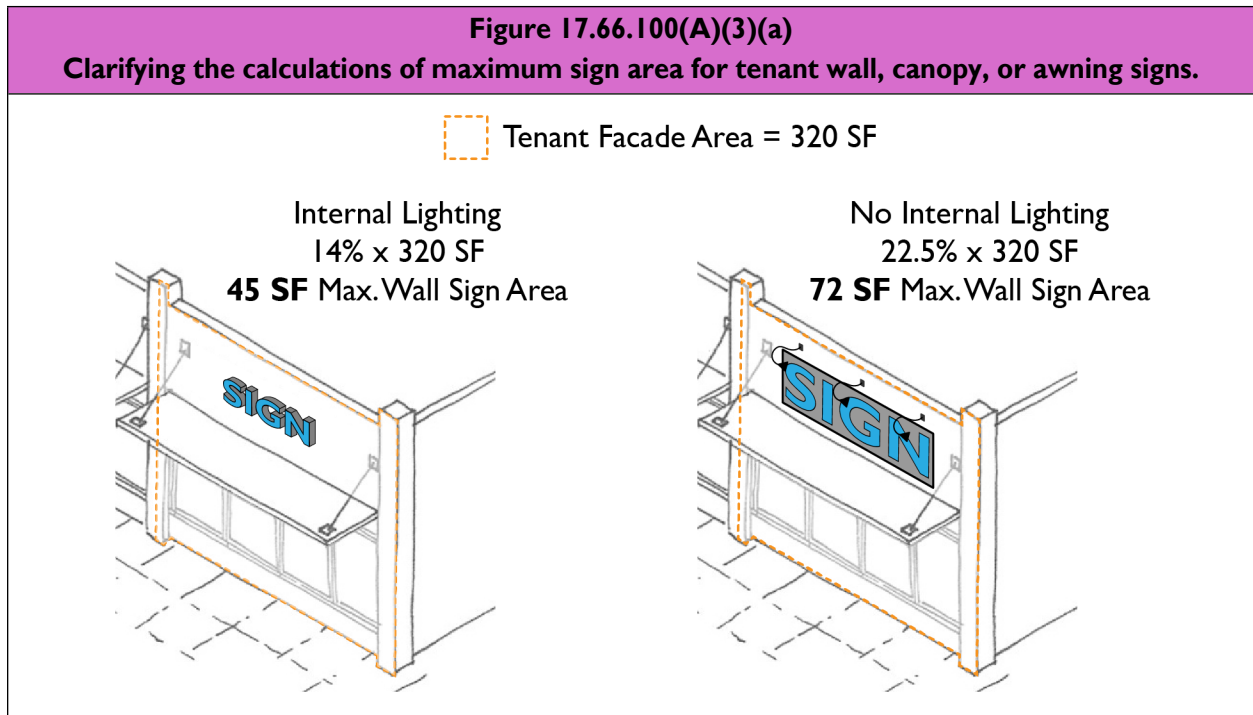 Figure 17.66.100(A)(3)(a)
Clarifying the calculations of maximum sign area for tenant wall, canopy, or awning signs.
Tenant Facade Area = 320 SF
Internal Lighting
14% x 320 SF
45 SF Max. Wall Sign Area
SIGN
No Internal Lighting
22.5% x 320 SF
72 SF Max. Wall Sign Area
SIGN